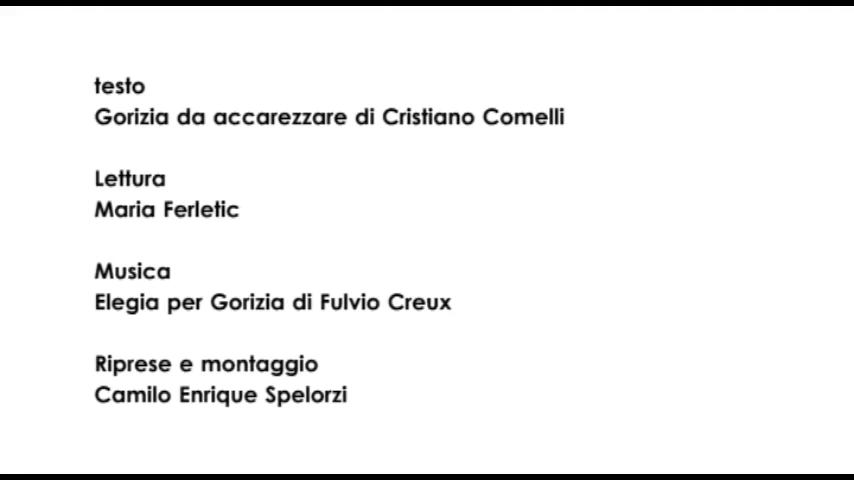 testo
Gorizia da accarezzare di Cristiano Comelli
Lettura
Maria Ferletic
Musica
Elegia per Gorizia di Fulvio Creux
Riprese e montaggio
Camilo Enrique Spelorzi